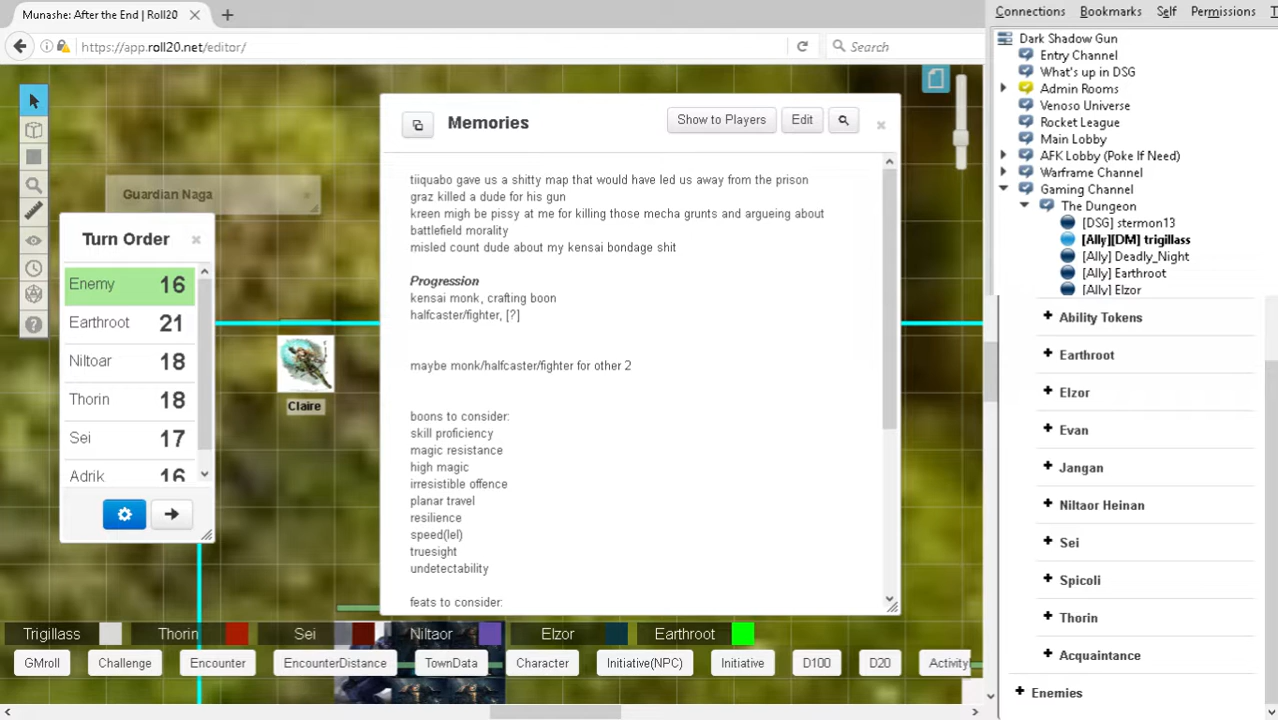 Munashe: After the End | Roll20
https://app.roll20.net/editor/
Search
Guardian Naga
Turn Order
Enemy 16
Earthroot 21
Niltoar 18
Thorin 18
Sei 17
Adrik 16
Claire
Memories
Show to Players
Edit
tiiquabo gave us a shitty map that would have led us away from the prison
graz killed a dude for his gun
kreen migh be pissy at me for killing those mecha grunts and argueing about
battlefield morality
misled count dude about my kensai bondage shit
Progression
kensai monk, crafting boon
halfcaster/fighter, [?]
maybe monk/halfcaster/fighter for other 2
boons to consider:
skill proficiency
magic resistance
high magic
irresistible offence
planar travel
resilience
speed(lel)
truesight
undetectability
feats to consider:
Trigillass
Thorin
Sei
Niltaor
Elzor
Earthroot
GMroll
Challenge
Encounter
EncounterDistance
TownData
Character
Initiative(NPC)
Initiative
D100
D20
Activity
Connections Bookmarks Self Permissions T
Dark Shadow Gun
Entry Channel
What's up in DSG
Admin Rooms
Venoso Universe
Rocket League
Main Lobby
AFK Lobby (Poke If Need)
Warframe Channel
Gaming Channel
The Dungeon
[DSG] stermon13
[Ally][DM] trigillass
[Ally] Deadly_Night
[Ally] Earthroot
[Ally] Elzor
Ability Tokens
Earthroot
Elzor
Evan
Jangan
Niltaor Heinan
Sei
Spicoli
Thorin
Acquaintance
Enemies